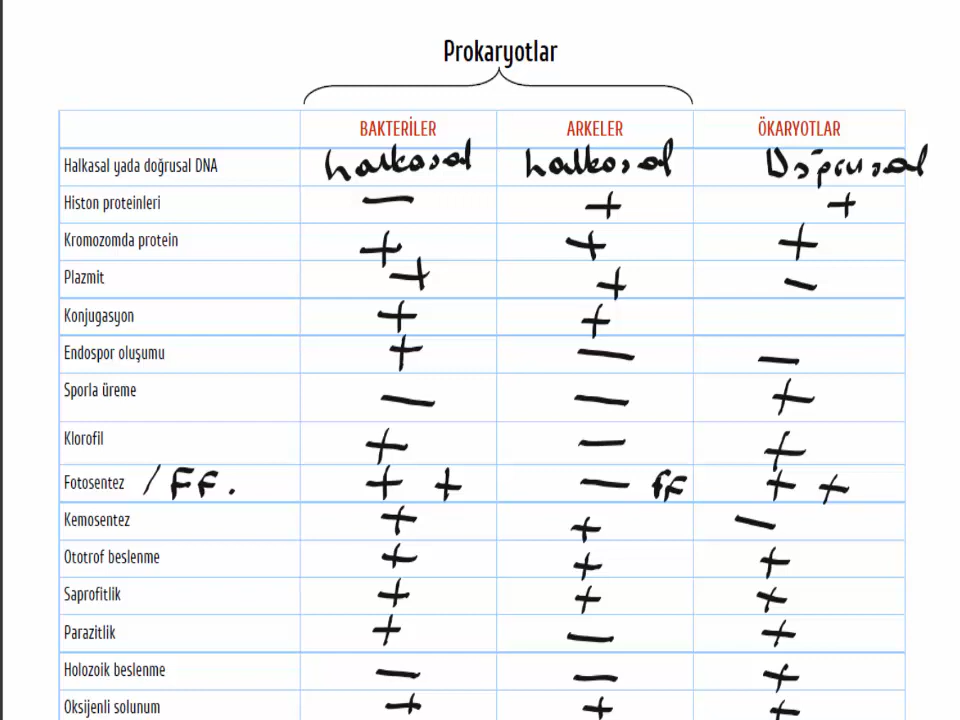 Prokaryotlar
BAKTERİLER ARKELER ÖKARYOTLAR
Halkasal yada doğrusal DNA halkasal halkasal Doğrusal
Histon proteinleri − + +
Kromozomda protein + + +
Plazmit + + −
Konjugasyon + +
Endospor oluşumu + − −
Sporla üreme − − +
Klorofil + − +
Fotosentez / FF. + + − FF + +
Kemosentez + + −
Ototrof beslenme + + +
Saprofitlik + + +
Parazitlik + − +
Holozoik beslenme − − +
Oksijenli solunum + + +